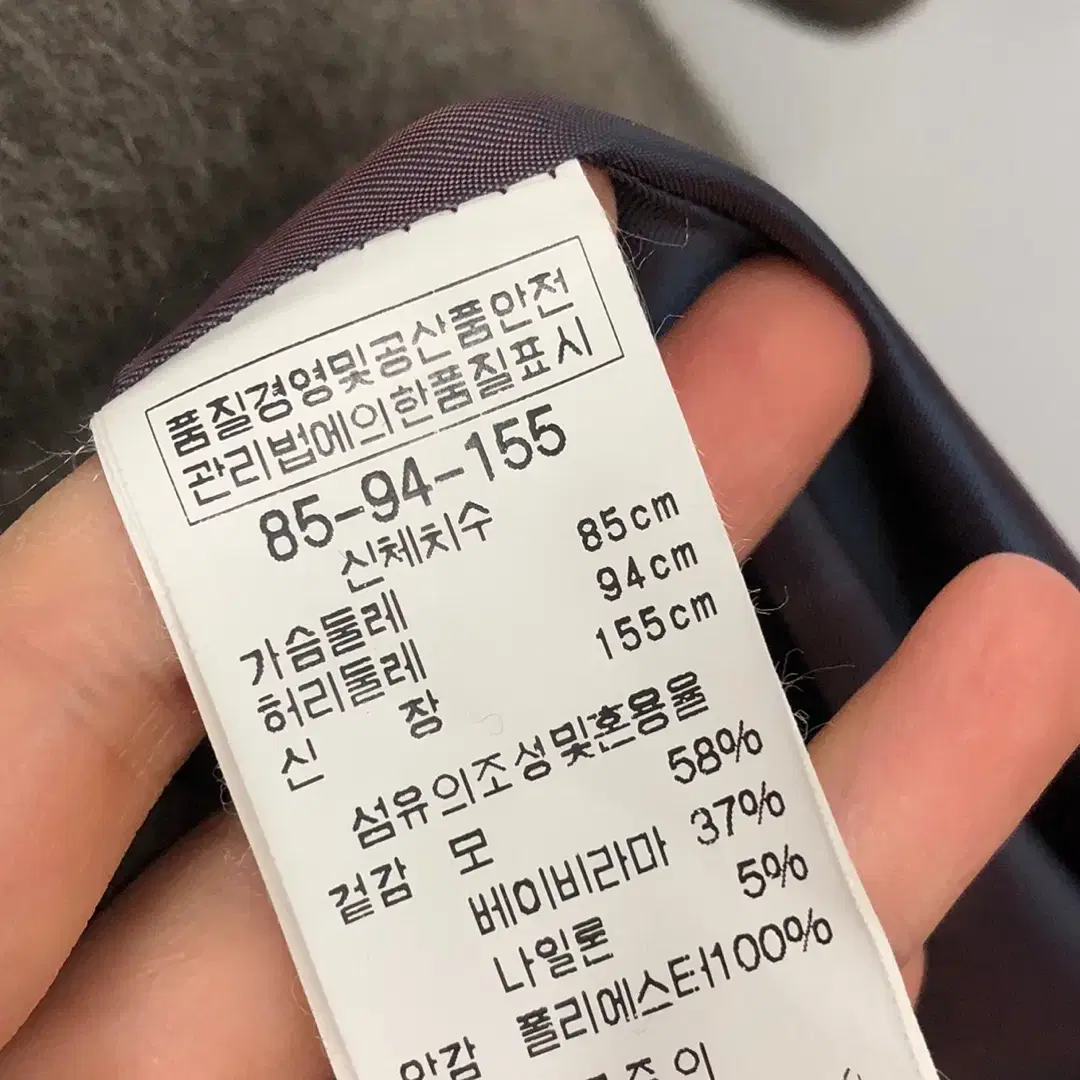 품질경영및공산품안전
관리법에의한품질표시
85-94-155
신체치수
가슴둘레 85cm
허리둘레 94cm
신 장 155cm
섬유의조성및혼용율
겉감 모 58%
베이비라마 37%
나일론 5%
안감 폴리에스터100%